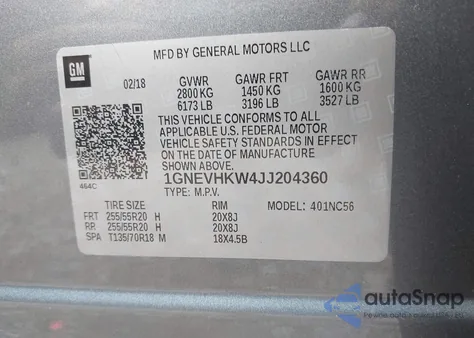 GM
MFD BY GENERAL MOTORS LLC
02/18 GVWR GAWR FRT GAWR RR
2800 KG 1450 KG 1600 KG
6173 LB 3196 LB 3527 LB
THIS VEHICLE CONFORMS TO ALL
APPLICABLE U.S. FEDERAL MOTOR
VEHICLE SAFETY STANDARDS IN EFFECT
ON THE DATE OF MANUFACTURE
SHOWN ABOVE.
1GNEVHKW4JJ204360
464C
TYPE: M.P.V.
MODEL: 401NC56
TIRE SIZE RIM
FRT 255/55R20 H 20X8J
RR 255/55R20 H 20X8J
SPA T135/70R18 M 18X4.5B
autoSnap